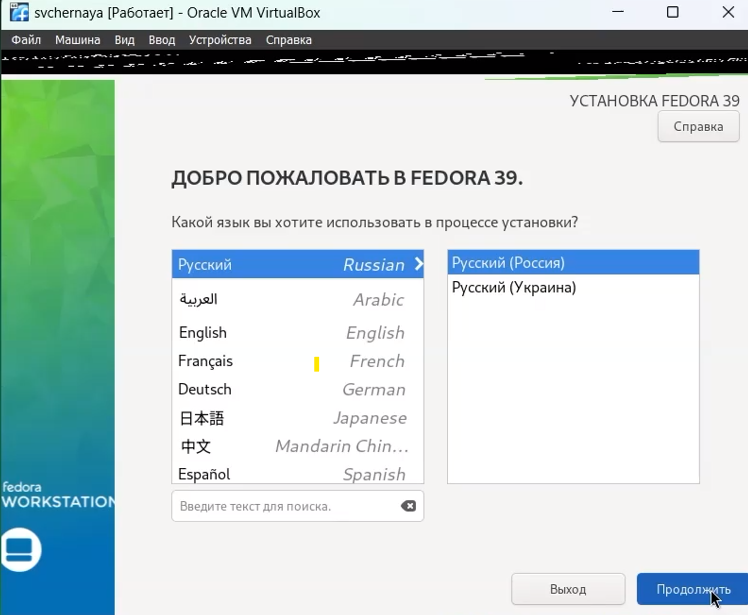 svchernaya [Работает] - Oracle VM VirtualBox
Файл Машина Вид Ввод Устройства Справка
УСТАНОВКА FEDORA 39
Справка
ДОБРО ПОЖАЛОВАТЬ В FEDORA 39.
Какой язык вы хотите использовать в процессе установки?
Русский Russian
العربية Arabic
English English
Français French
Deutsch German
日本語 Japanese
中文 Mandarin Chin...
Español Spanish
Русский (Россия)
Русский (Украина)
Введите текст для поиска.
fedora
WORKSTATION
Выход Продолжить